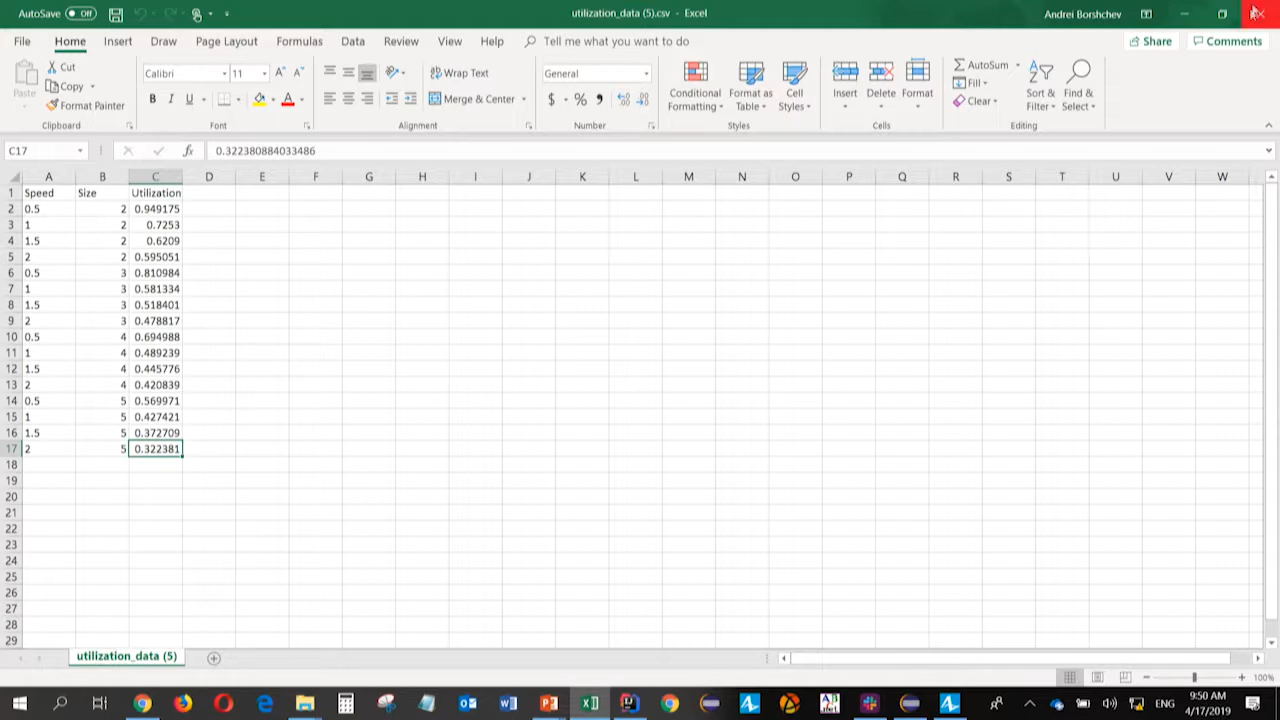 AutoSave Off
utilization_data (5).csv - Excel
Andrei Borshchev
File Home Insert Draw Page Layout Formulas Data Review View Help Tell me what you want to do
Share Comments
Paste
Cut
Copy
Format Painter
Clipboard
Calibri 11
B I U
Font
Wrap Text
Merge & Center
Alignment
General
$ % ,
Number
Conditional Formatting
Format as Table
Cell Styles
Styles
Insert Delete Format
Cells
AutoSum
Fill
Clear
Sort & Filter
Find & Select
Editing
C17 fx 0.322380884033486
A B C D E F G H I J K L M N O P Q R S T U V W
1 Speed Size Utilization
2 0.5 2 0.949175
3 1 2 0.7253
4 1.5 2 0.6209
5 2 2 0.595051
6 0.5 3 0.810984
7 1 3 0.581334
8 1.5 3 0.518401
9 2 3 0.478817
10 0.5 4 0.694988
11 1 4 0.489239
12 1.5 4 0.445776
13 2 4 0.420839
14 0.5 5 0.569971
15 1 5 0.427421
16 1.5 5 0.372709
17 2 5 0.322381
18
19
20
21
22
23
24
25
26
27
28
29
utilization_data (5)
100%
ENG
9:50 AM
4/17/2019